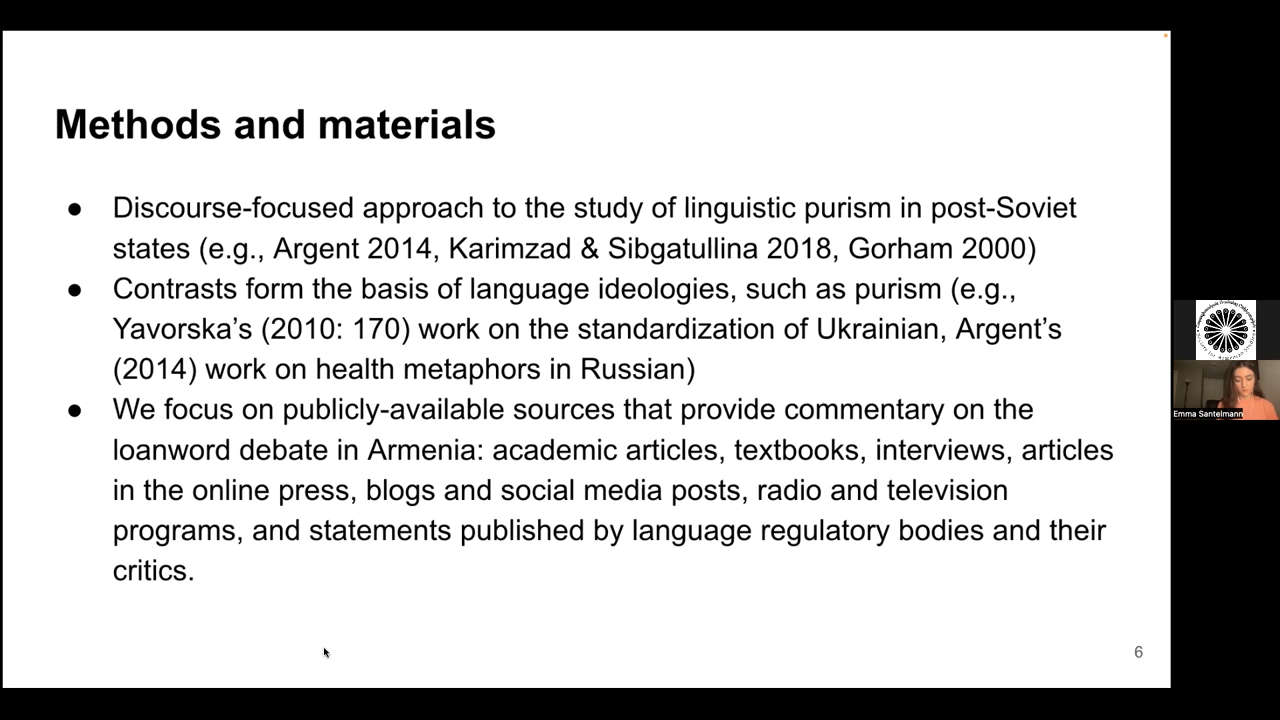 Methods and materials
● Discourse-focused approach to the study of linguistic purism in post-Soviet
states (e.g., Argent 2014, Karimzad & Sibgatullina 2018, Gorham 2000)
● Contrasts form the basis of language ideologies, such as purism (e.g.,
Yavorska’s (2010: 170) work on the standardization of Ukrainian, Argent’s
(2014) work on health metaphors in Russian)
● We focus on publicly-available sources that provide commentary on the
loanword debate in Armenia: academic articles, textbooks, interviews, articles
in the online press, blogs and social media posts, radio and television
programs, and statements published by language regulatory bodies and their
critics.
6
Emma Santelmann